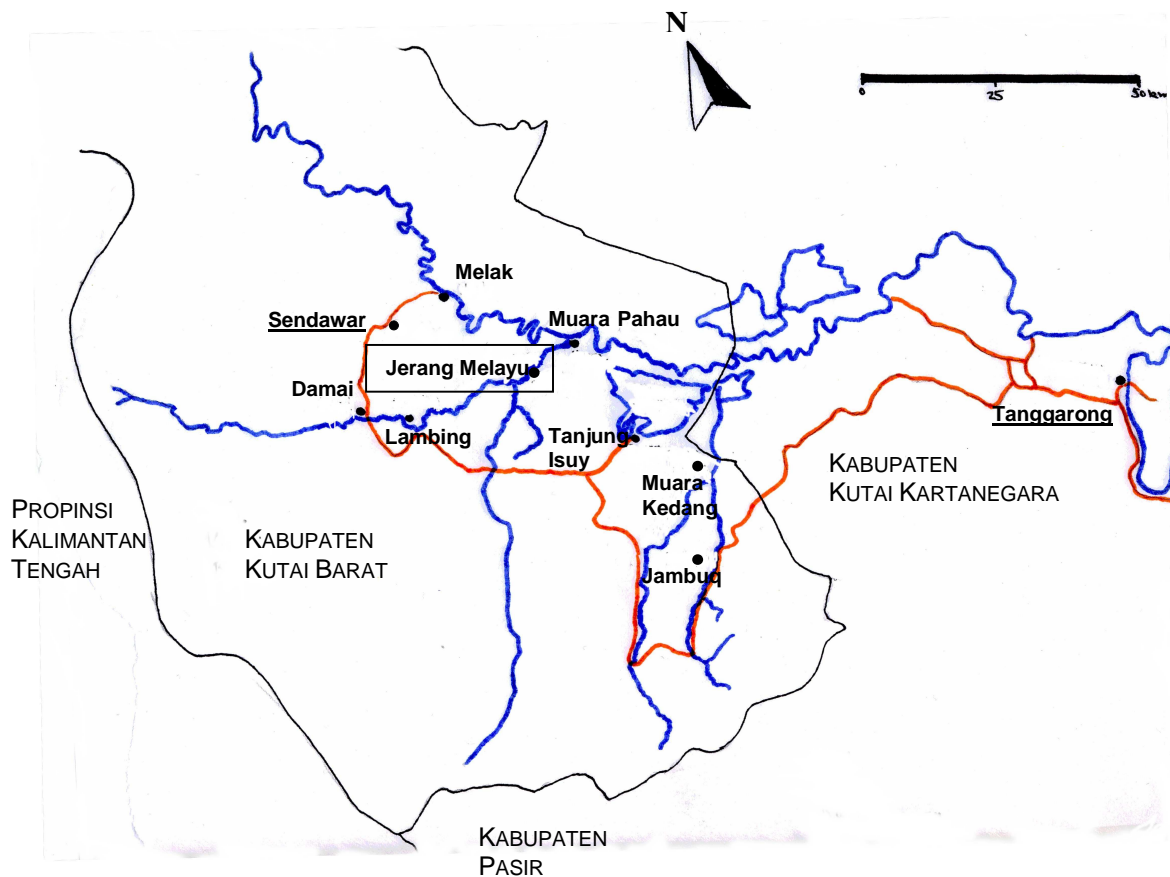 N
0
25
50 km
Melak
Sendawar
Muara Pahau
Jerang Melayu
Damai
Lambing
Tanjung
Isuy
Tanggarong
Muara
Kedang
KABUPATEN
KUTAI KARTANEGARA
PROPINSI
KALIMANTAN
TENGAH
KABUPATEN
KUTAI BARAT
Jambuq
KABUPATEN
PASIR